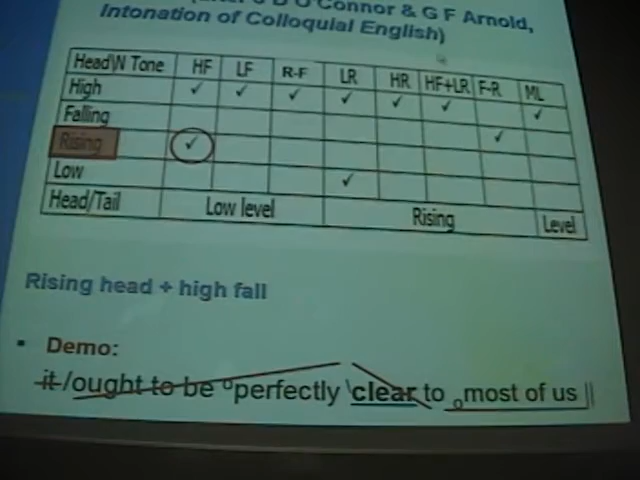 O'Connor & G F Arnold,
Intonation of Colloquial English)
Head\N Tone HF LF R-F LR HR HF+LR F-R ML
High ✓ ✓ ✓ ✓ ✓ ✓ ✓
Falling ✓
Rising ✓
Low ✓
Head/Tail Low level Rising Level
Rising head + high fall
▪ Demo:
it /ought to be °perfectly \clear to ₒmost of us ||